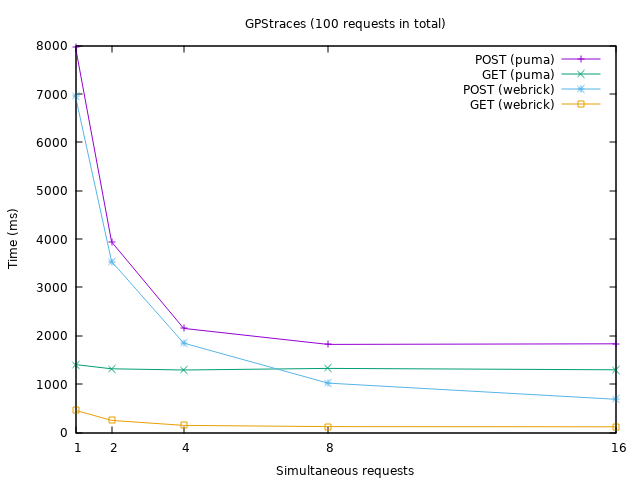 GPStraces (100 requests in total)
8000
7000
6000
5000
4000
3000
2000
1000
0
Time (ms)
POST (puma)
GET (puma)
POST (webrick)
GET (webrick)
1 2 4 8 16
Simultaneous requests